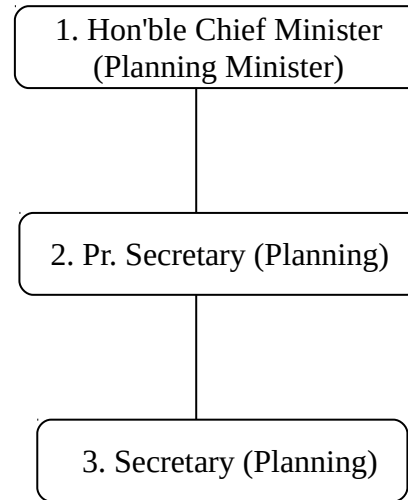 1. Hon'ble Chief Minister
(Planning Minister)
2. Pr. Secretary (Planning)
3. Secretary (Planning)